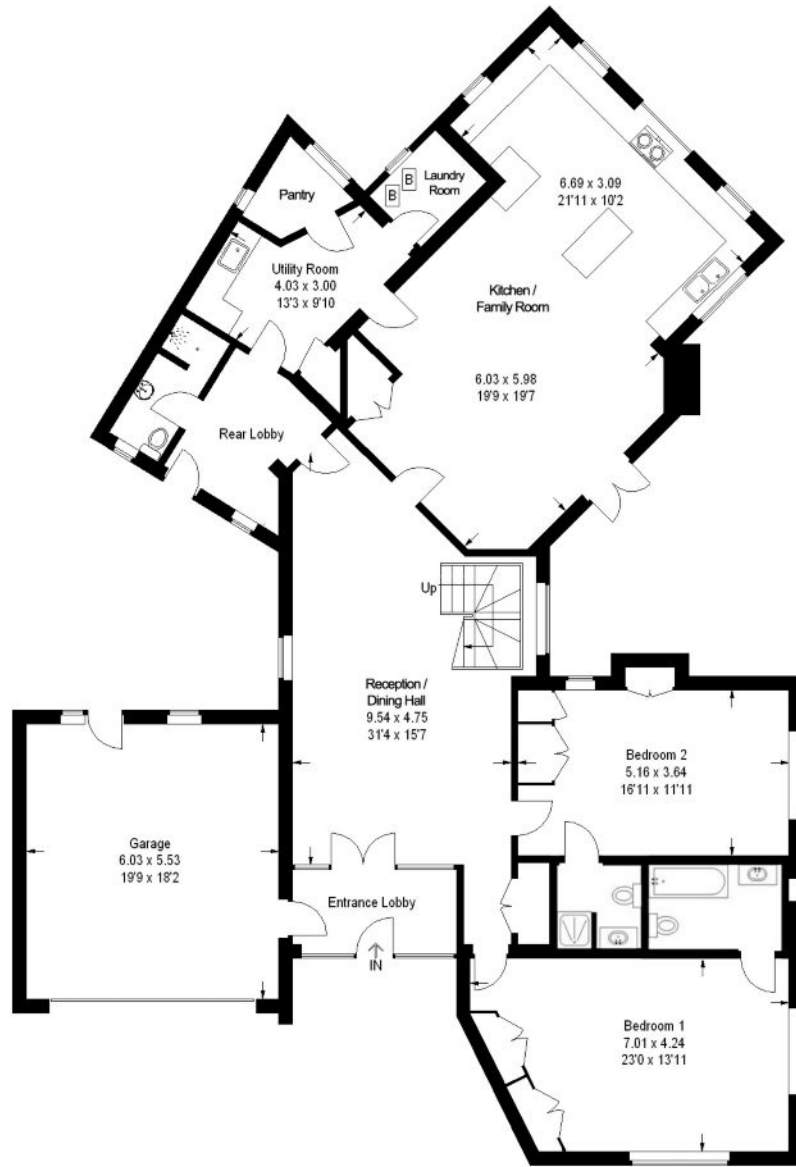 Pantry
B
B
Laundry
Room
6.69 x 3.09
21'11 x 10'2
Utility Room
4.03 x 3.00
13'3 x 9'10
Kitchen /
Family Room
6.03 x 5.98
19'9 x 19'7
Rear Lobby
Up
Reception /
Dining Hall
9.54 x 4.75
31'4 x 15'7
Bedroom 2
5.16 x 3.64
16'11 x 11'11
Garage
6.03 x 5.53
19'9 x 18'2
Entrance Lobby
IN
Bedroom 1
7.01 x 4.24
23'0 x 13'11